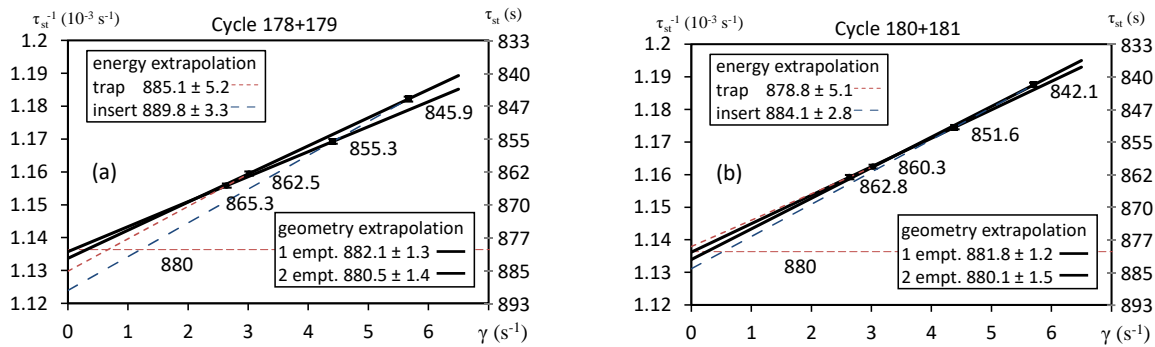 τst-1 (10-3 s-1)
Cycle 178+179
τst (s)
1.2
1.19
1.18
1.17
1.16
1.15
1.14
1.13
1.12
833
840
847
855
862
870
877
885
893
energy extrapolation
trap 885.1 ± 5.2
insert 889.8 ± 3.3
(a)
845.9
855.3
862.5
865.3
880
geometry extrapolation
1 empt. 882.1 ± 1.3
2 empt. 880.5 ± 1.4
0 1 2 3 4 5 6 γ (s-1)
τst-1 (10-3 s-1)
Cycle 180+181
τst (s)
1.2
1.19
1.18
1.17
1.16
1.15
1.14
1.13
1.12
833
840
847
855
862
870
877
885
893
energy extrapolation
trap 878.8 ± 5.1
insert 884.1 ± 2.8
(b)
842.1
851.6
860.3
862.8
880
geometry extrapolation
1 empt. 881.8 ± 1.2
2 empt. 880.1 ± 1.5
0 1 2 3 4 5 6 γ (s-1)